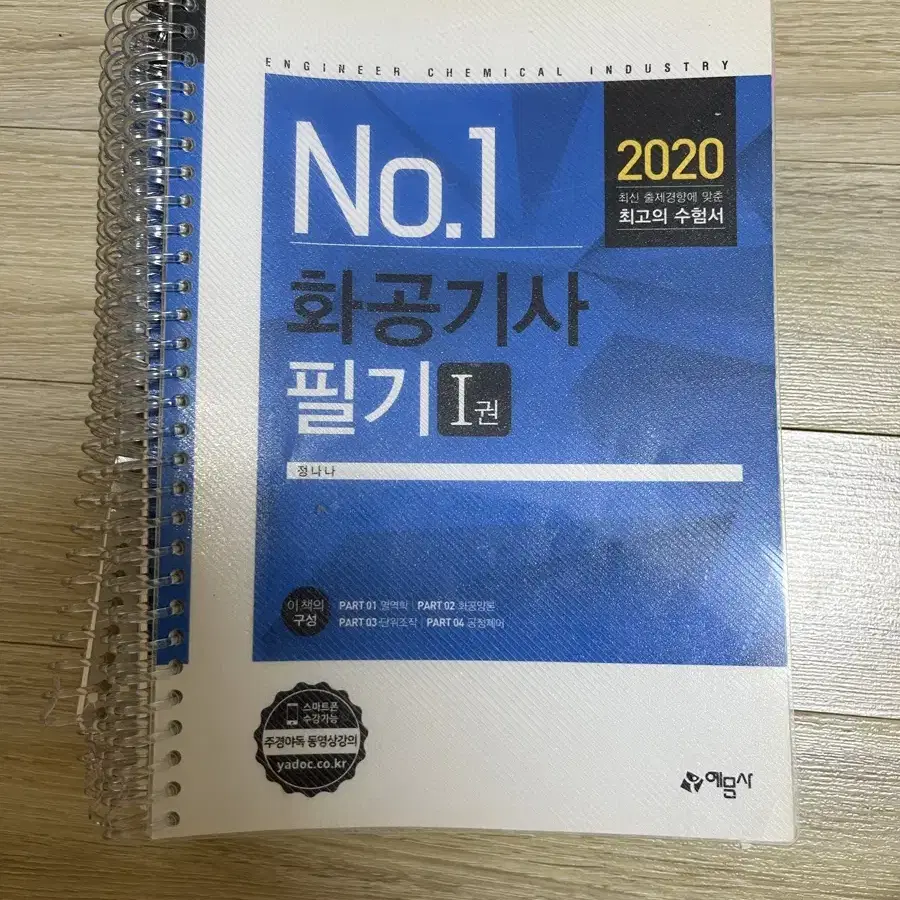 ENGINEER CHEMICAL INDUSTRY
No.1
2020
최신 출제경향에 맞춘
최고의 수험서
화공기사
필기 I권
정나나
이 책의
구성
PART 01 열역학 | PART 02 화공양론
PART 03 단위조작 | PART 04 공정제어
스마트폰
수강가능
주경야독 동영상강의
yadoc.co.kr
예문사